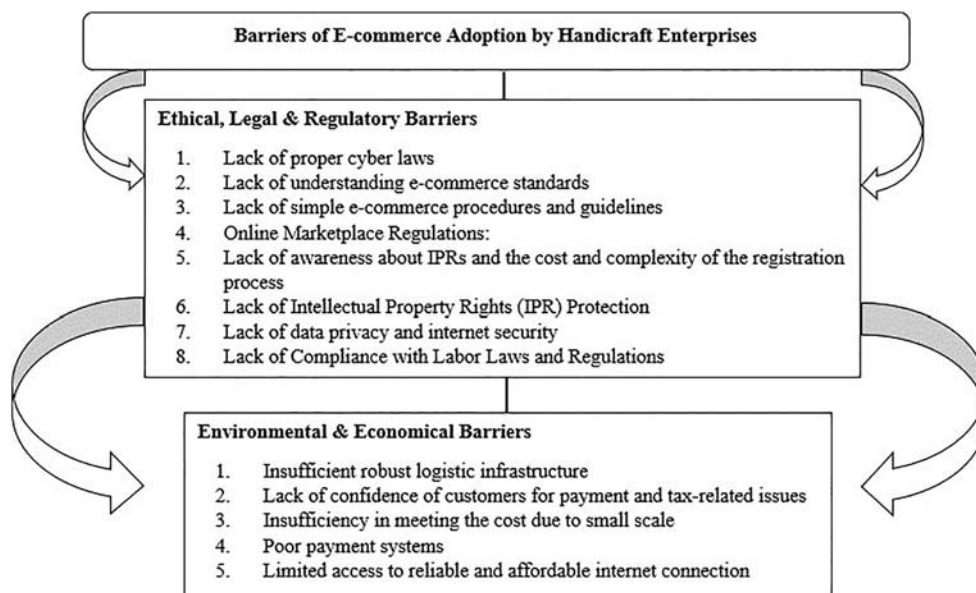 Barriers of E-commerce Adoption by Handicraft Enterprises
Ethical, Legal & Regulatory Barriers
1. Lack of proper cyber laws
2. Lack of understanding e-commerce standards
3. Lack of simple e-commerce procedures and guidelines
4. Online Marketplace Regulations:
5. Lack of awareness about IPRs and the cost and complexity of the registration
process
6. Lack of Intellectual Property Rights (IPR) Protection
7. Lack of data privacy and internet security
8. Lack of Compliance with Labor Laws and Regulations
Environmental & Economical Barriers
1. Insufficient robust logistic infrastructure
2. Lack of confidence of customers for payment and tax-related issues
3. Insufficiency in meeting the cost due to small scale
4. Poor payment systems
5. Limited access to reliable and affordable internet connection